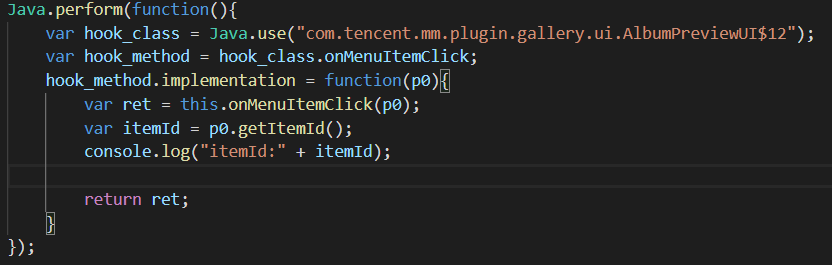 Java.perform(function(){
var hook_class = Java.use("com.tencent.mm.plugin.gallery.ui.AlbumPreviewUI$12");
var hook_method = hook_class.onMenuItemClick;
hook_method.implementation = function(p0){
var ret = this.onMenuItemClick(p0);
var itemId = p0.getItemId();
console.log("itemId:" + itemId);
return ret;
}
});